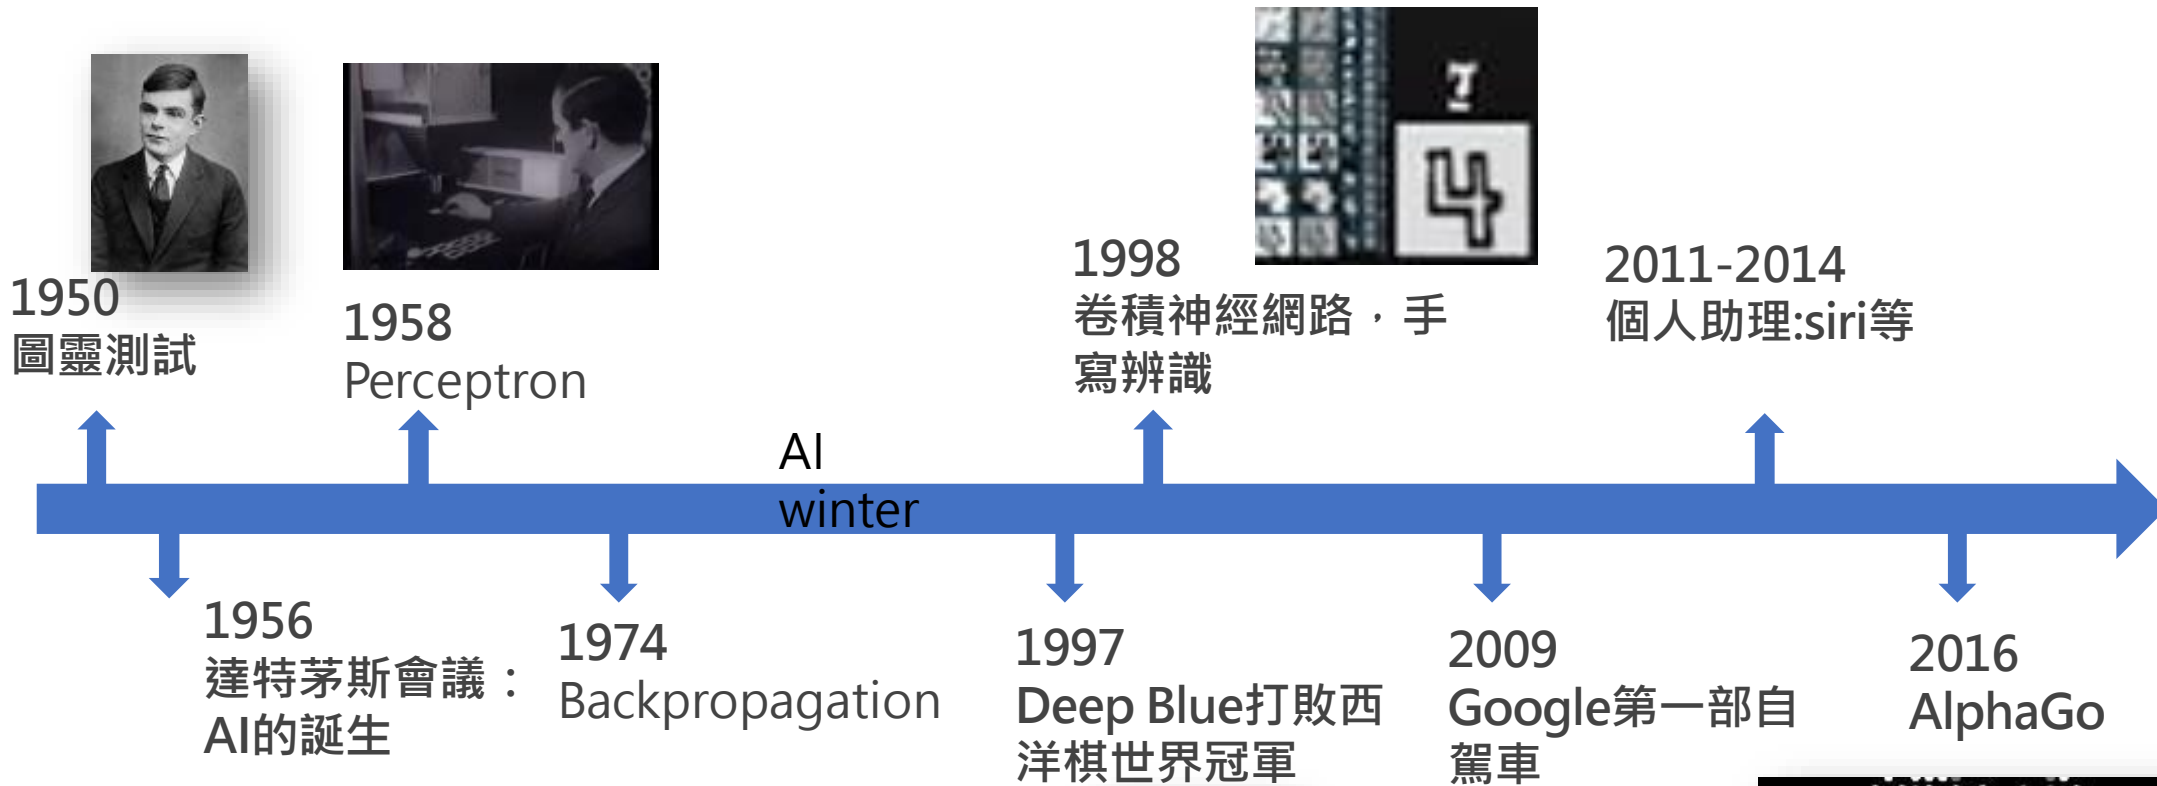 1950
圖靈測試
1958
Perceptron
1998
卷積神經網路，手
寫辨識
7
4
2011-2014
個人助理:siri等
AI
winter
1956
達特茅斯會議：
AI的誕生
1974
Backpropagation
1997
Deep Blue打敗西
洋棋世界冠軍
2009
Google第一部自
駕車
2016
AlphaGo